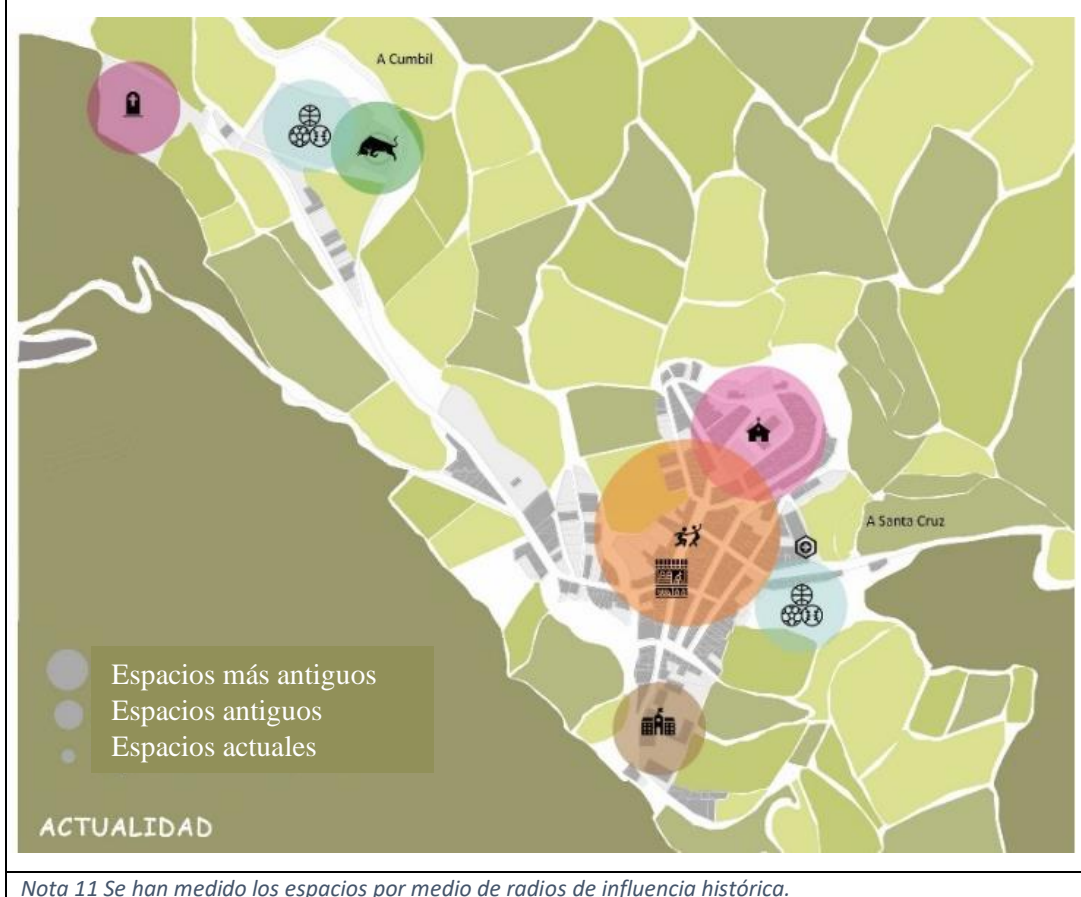 A Cumbil
A Santa Cruz
Espacios más antiguos
Espacios antiguos
Espacios actuales
ACTUALIDAD
Nota 11 Se han medido los espacios por medio de radios de influencia histórica.